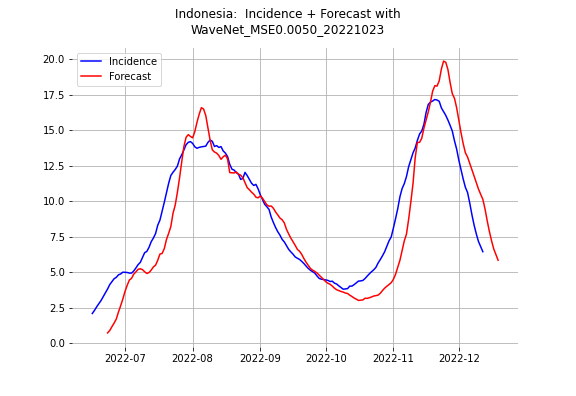 Indonesia:  Incidence + Forecast with
WaveNet_MSE0.0050_20221023
Incidence
Forecast
20.0
17.5
15.0
12.5
10.0
7.5
5.0
2.5
0.0
2022-07 2022-08 2022-09 2022-10 2022-11 2022-12